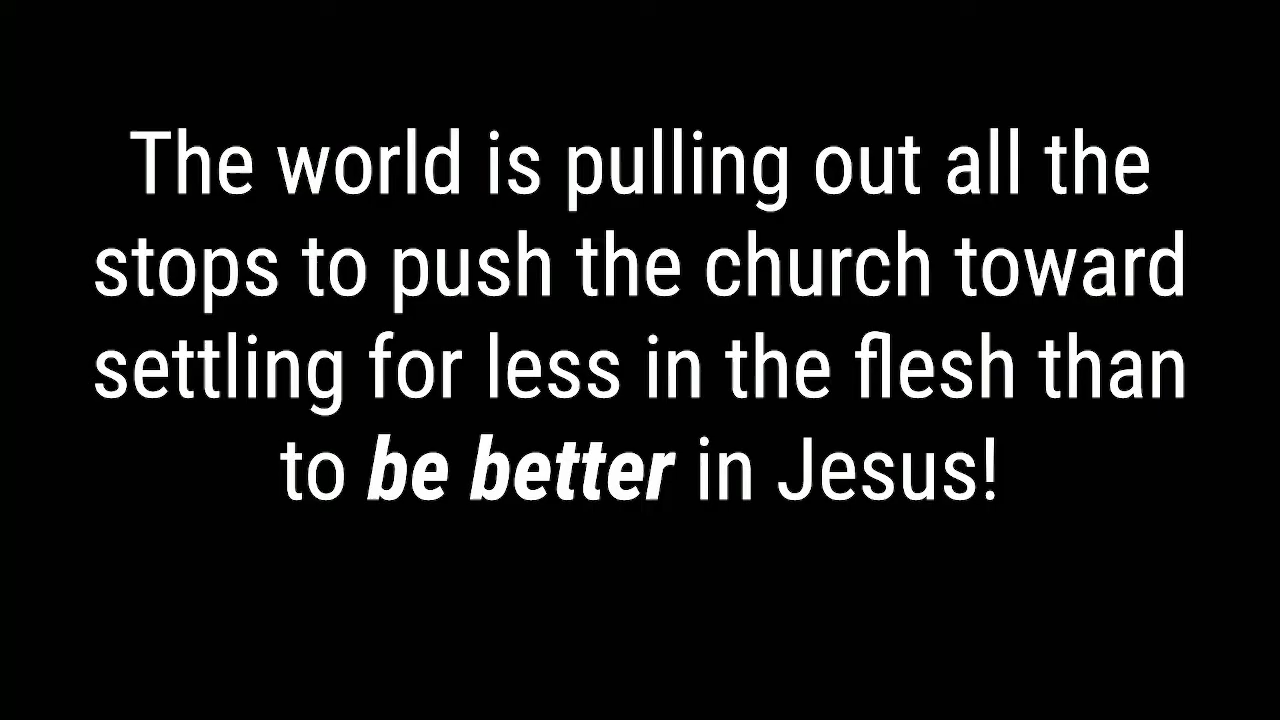 The world is pulling out all the
stops to push the church toward
settling for less in the flesh than
to be better in Jesus!